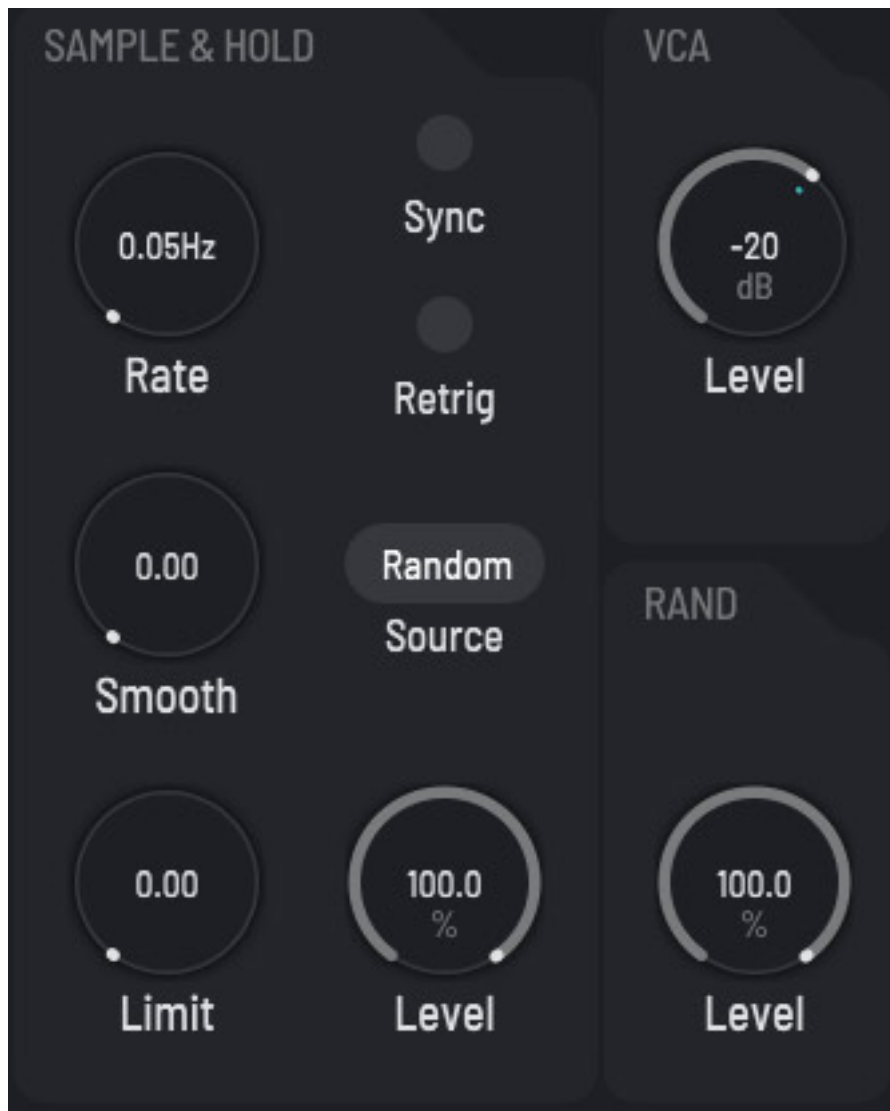 SAMPLE & HOLD
0.05Hz
Rate
Sync
Retrig
0.00
Smooth
Random
Source
0.00
Limit
100.0
%
Level
VCA
-20
dB
Level
RAND
100.0
%
Level